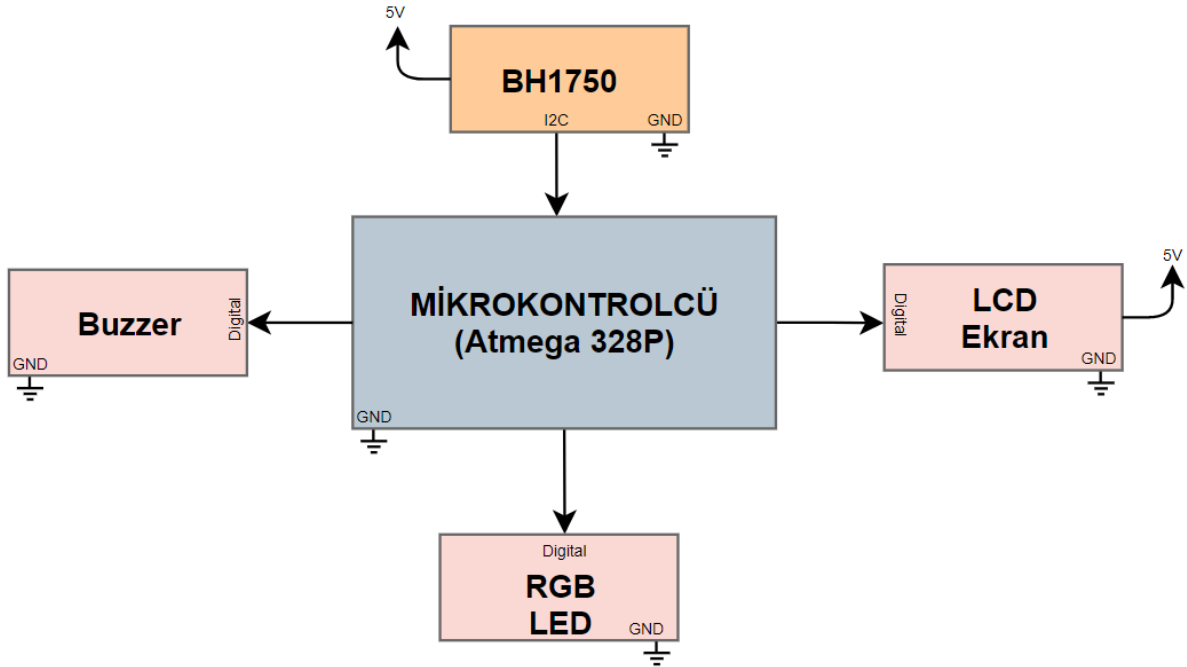 5V
BH1750
I2C
GND
MİKROKONTROLCÜ
(Atmega 328P)
GND
Buzzer
Digital
GND
5V
LCD
Ekran
Digital
GND
Digital
RGB
LED
GND